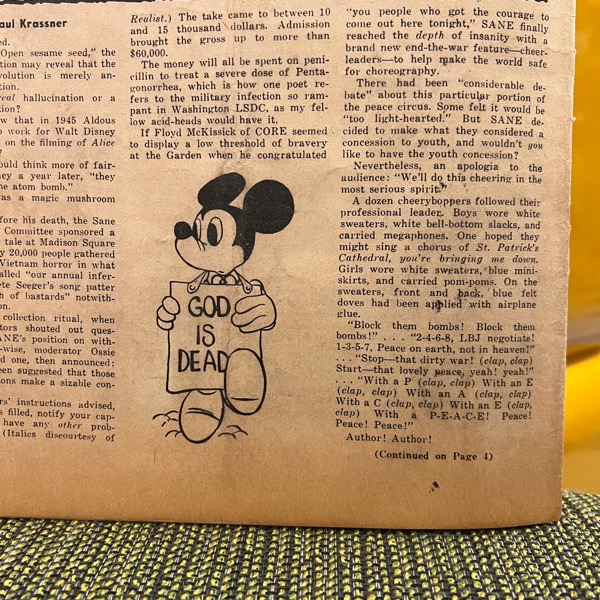 aul Krassner
ed.
Open sesame seed," the
tion may reveal that the
volution is merely an-
tion.
real hallucination or a
tion?
w that in 1945 Aldous
o work for Walt Disney
on the filming of Alice
?
ould think more of fair-
ney a year later, "they
e atom bomb."
was a magic mushroom
fore his death, the Sane
Committee sponsored a
tale at Madison Square
y 20,000 people gathered
Vietnam horror in what
alled "our annual infer-
ete Seeger's song patter
h of bastards" notwith-
on.
collection ritual, when
tors shouted out ques-
ANE's position on with-
-wise, moderator Ossie
d one, then announced:
een suggested that those
ons make a sizable con-
rs' instructions advised,
s filled, notify your cap-
have any other prob-
(Italics discourtesy of
Realist.) The take came to between 10
and 15 thousand dollars. Admission
brought the gross up to more than
$60,000.
The money will all be spent on peni-
cillin to treat a severe dose of Penta-
gonorrhea, which is how one poet re-
fers to the military infection so ram-
pant in Washington LSDC, as my fel-
low acid-heads would have it.
If Floyd McKissick of CORE seemed
to display a low threshold of bravery
at the Garden when he congratulated
GOD
IS
DEAD
"you people who got the courage to
come out here tonight," SANE finally
reached the depth of insanity with a
brand new end-the-war feature—cheer-
leaders—to help make the world safe
for choreography.
There had been "considerable de-
bate" about this particular portion of
the peace circus. Some felt it would be
"too light-hearted." But SANE de-
cided to make what they considered a
concession to youth, and wouldn't you
like to have the youth concession?
Nevertheless, an apologia to the
audience: "We'll do this cheering in the
most serious spirit."
A dozen cheeryboppers followed their
professional leader. Boys wore white
sweaters, white bell-bottom slacks, and
carried megaphones. One hoped they
might sing a chorus of St. Patrick's
Cathedral, you're bringing me down.
Girls wore white sweaters, blue mini-
skirts, and carried pom-poms. On the
sweaters, front and back, blue felt
doves had been applied with airplane
glue.
"Block them bombs! Block them
bombs!" . . . "2-4-6-8, LBJ negotiate!
1-3-5-7, Peace on earth, not in heaven!"
. . . "Stop—that dirty war! (clap, clap)
Start—that lovely peace, yeah! yeah!"
. . . "With a P (clap, clap) With an E
(clap, clap) With an A (clap, clap)
With a C (clap, clap) With an E (clap,
clap) With a P-E-A-C-E! Peace!
Peace! Peace!"
Author! Author!
(Continued on Page 4)